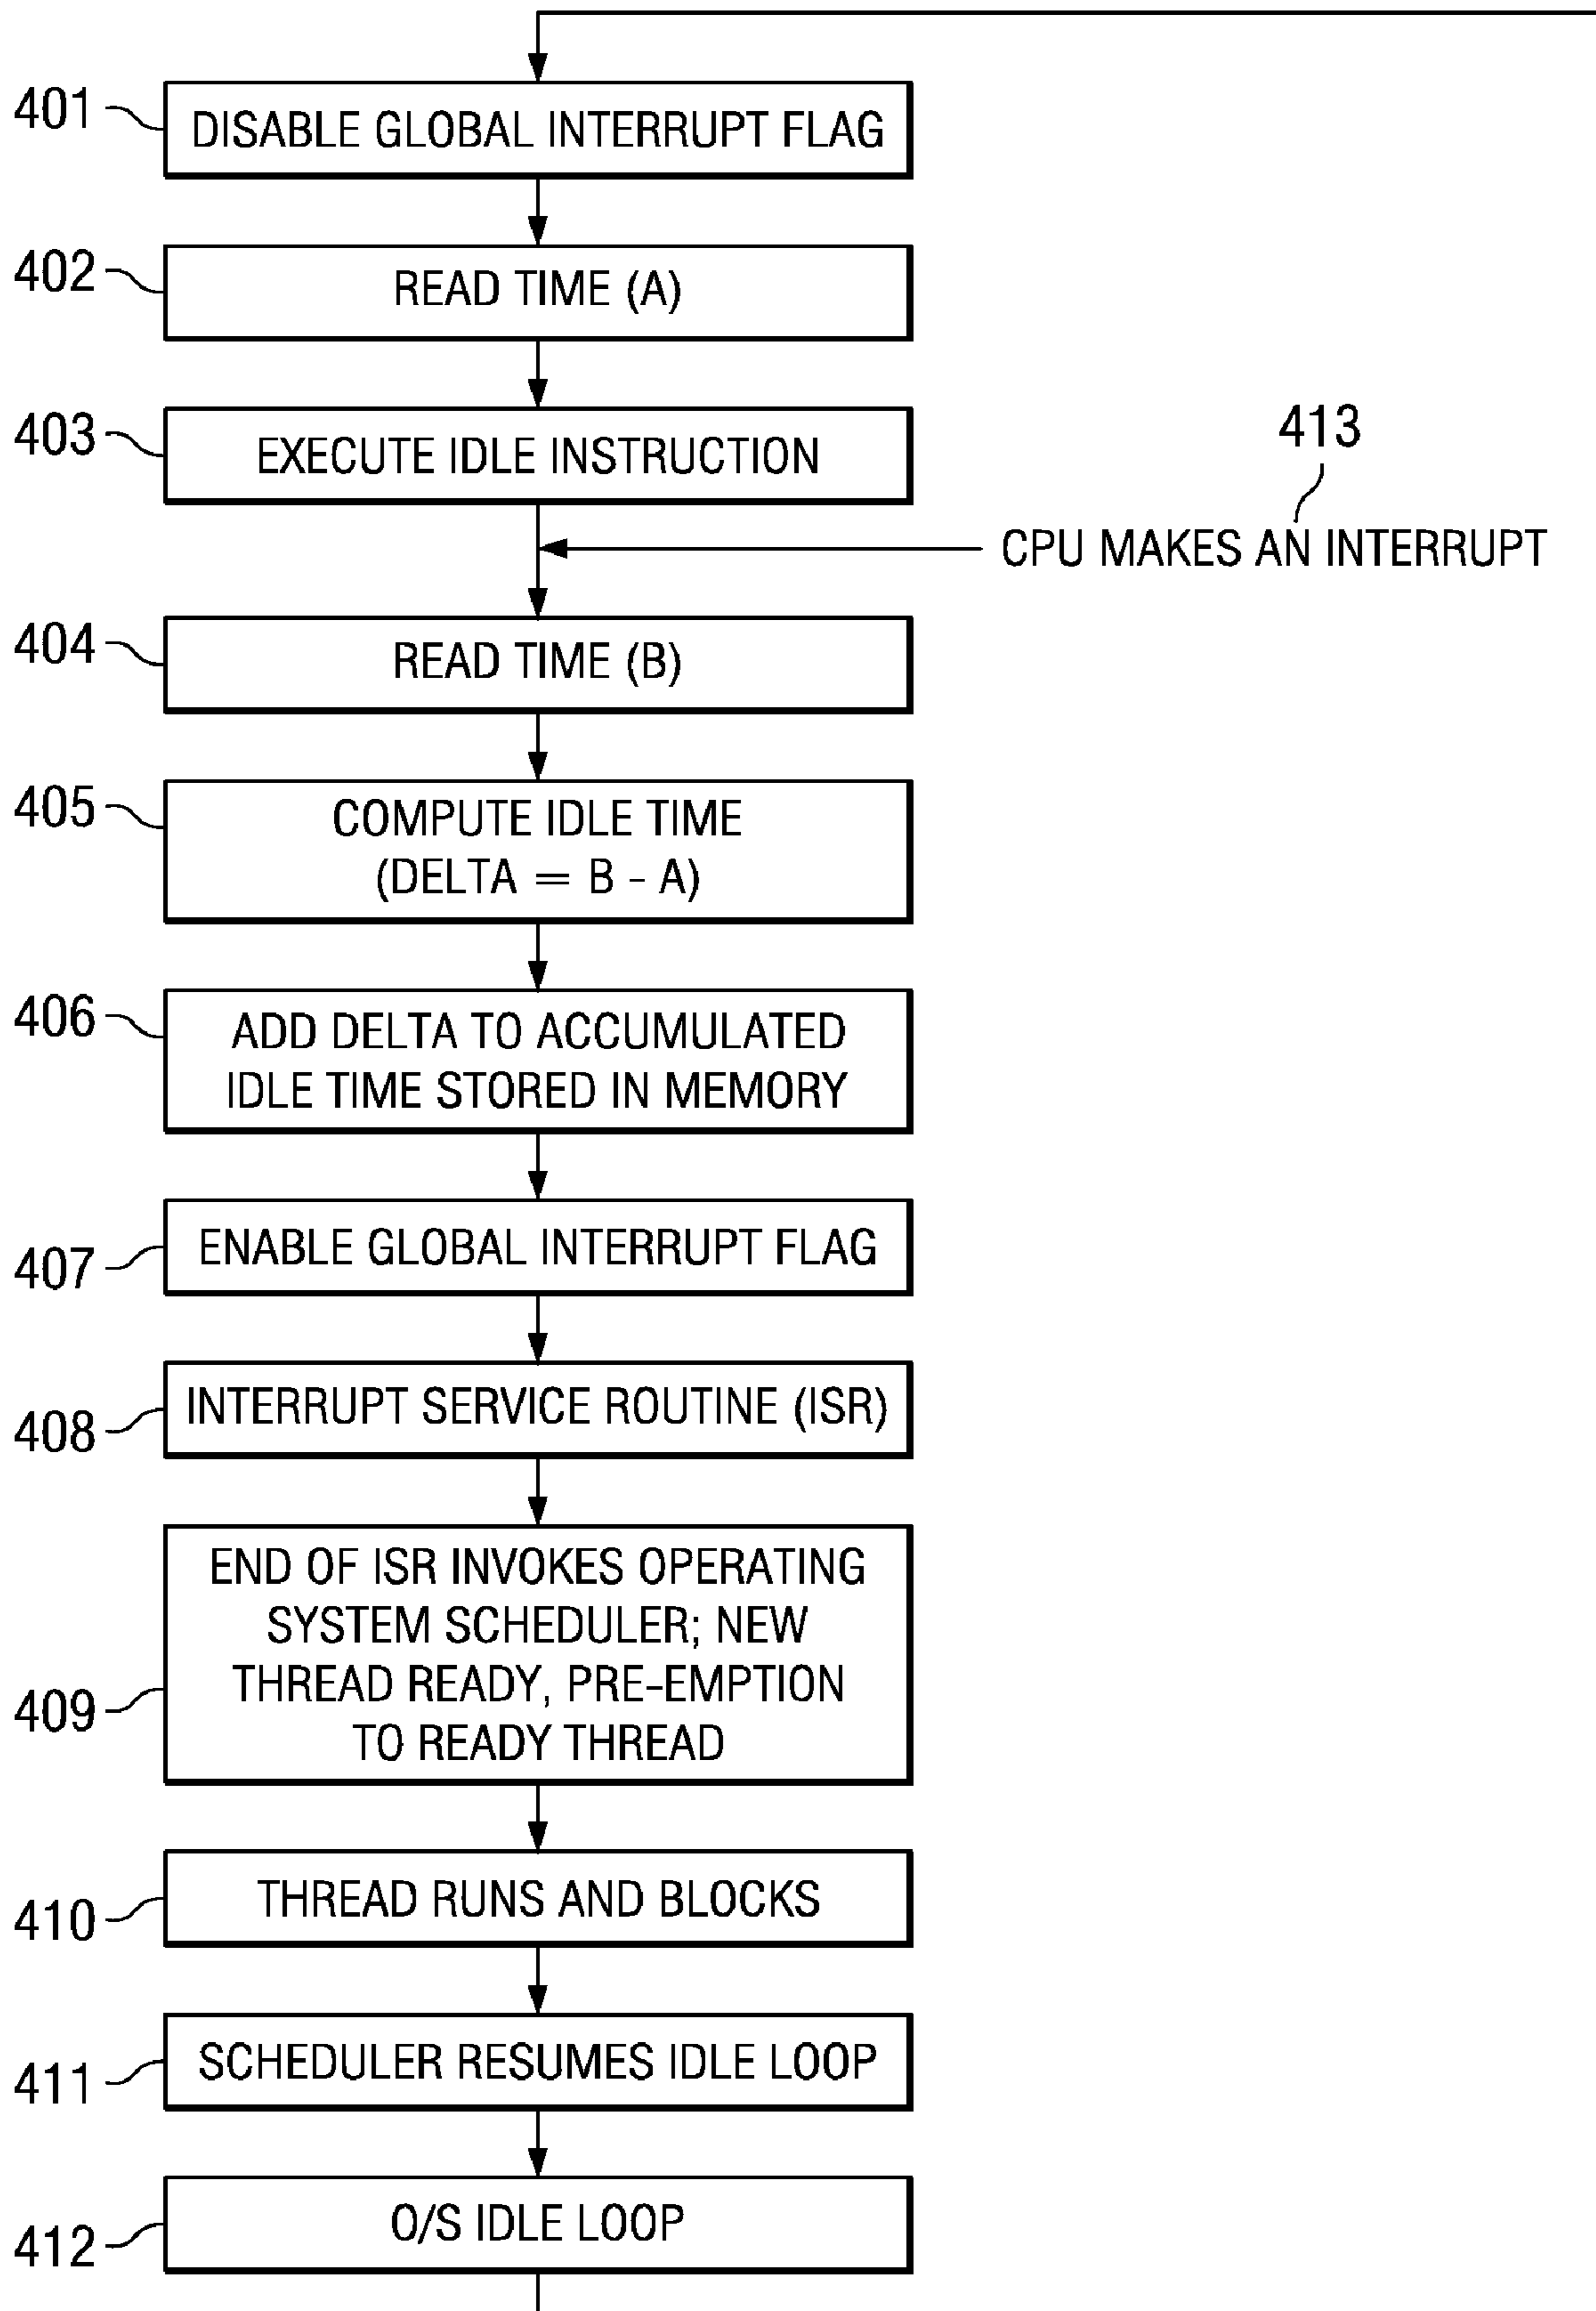 401
DISABLE GLOBAL INTERRUPT FLAG
402
READ TIME (A)
403
EXECUTE IDLE INSTRUCTION
413
CPU MAKES AN INTERRUPT
404
READ TIME (B)
405
COMPUTE IDLE TIME
(DELTA = B - A)
406
ADD DELTA TO ACCUMULATED
IDLE TIME STORED IN MEMORY
407
ENABLE GLOBAL INTERRUPT FLAG
408
INTERRUPT SERVICE ROUTINE (ISR)
409
END OF ISR INVOKES OPERATING
SYSTEM SCHEDULER; NEW
THREAD READY, PRE-EMPTION
TO READY THREAD
410
THREAD RUNS AND BLOCKS
411
SCHEDULER RESUMES IDLE LOOP
412
O/S IDLE LOOP